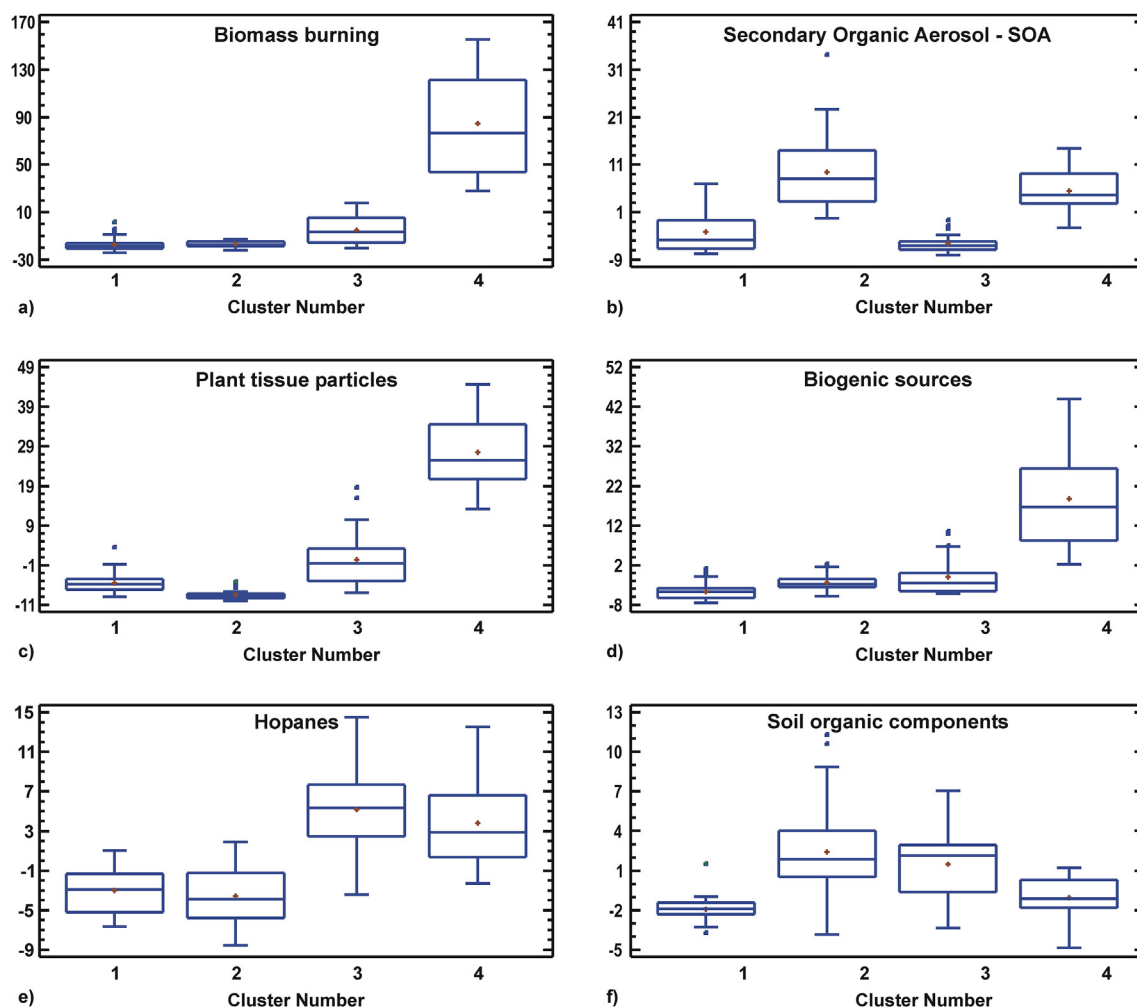 Biomass burning
170
130
90
50
10
-30
1 2 3 4
a) Cluster Number
Secondary Organic Aerosol - SOA
41
31
21
11
1
-9
1 2 3 4
b) Cluster Number
Plant tissue particles
49
39
29
19
9
-1
-11
1 2 3 4
c) Cluster Number
Biogenic sources
52
42
32
22
12
2
-8
1 2 3 4
d) Cluster Number
Hopanes
15
11
7
3
-1
-5
-9
1 2 3 4
e) Cluster Number
Soil organic components
13
10
7
4
1
-2
-5
1 2 3 4
f) Cluster Number